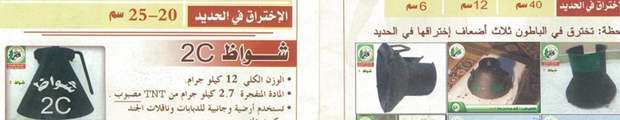 الإختراق في الحديد
20–25 سم
شـواظ 2C
• الوزن الكلي 12 كيلو جرام.
• المادة المتفجرة 2.7 كيلو جرام من TNT مصبوب .
• تستخدم أرضية وجانبية للدبابات وناقلات الجند
شواظ
2C
إختراق في الحديد
40 سم
12 سم
6 سم
حظة: تخترق في الباطون ثلاث أضعاف إختراقها في الحديد